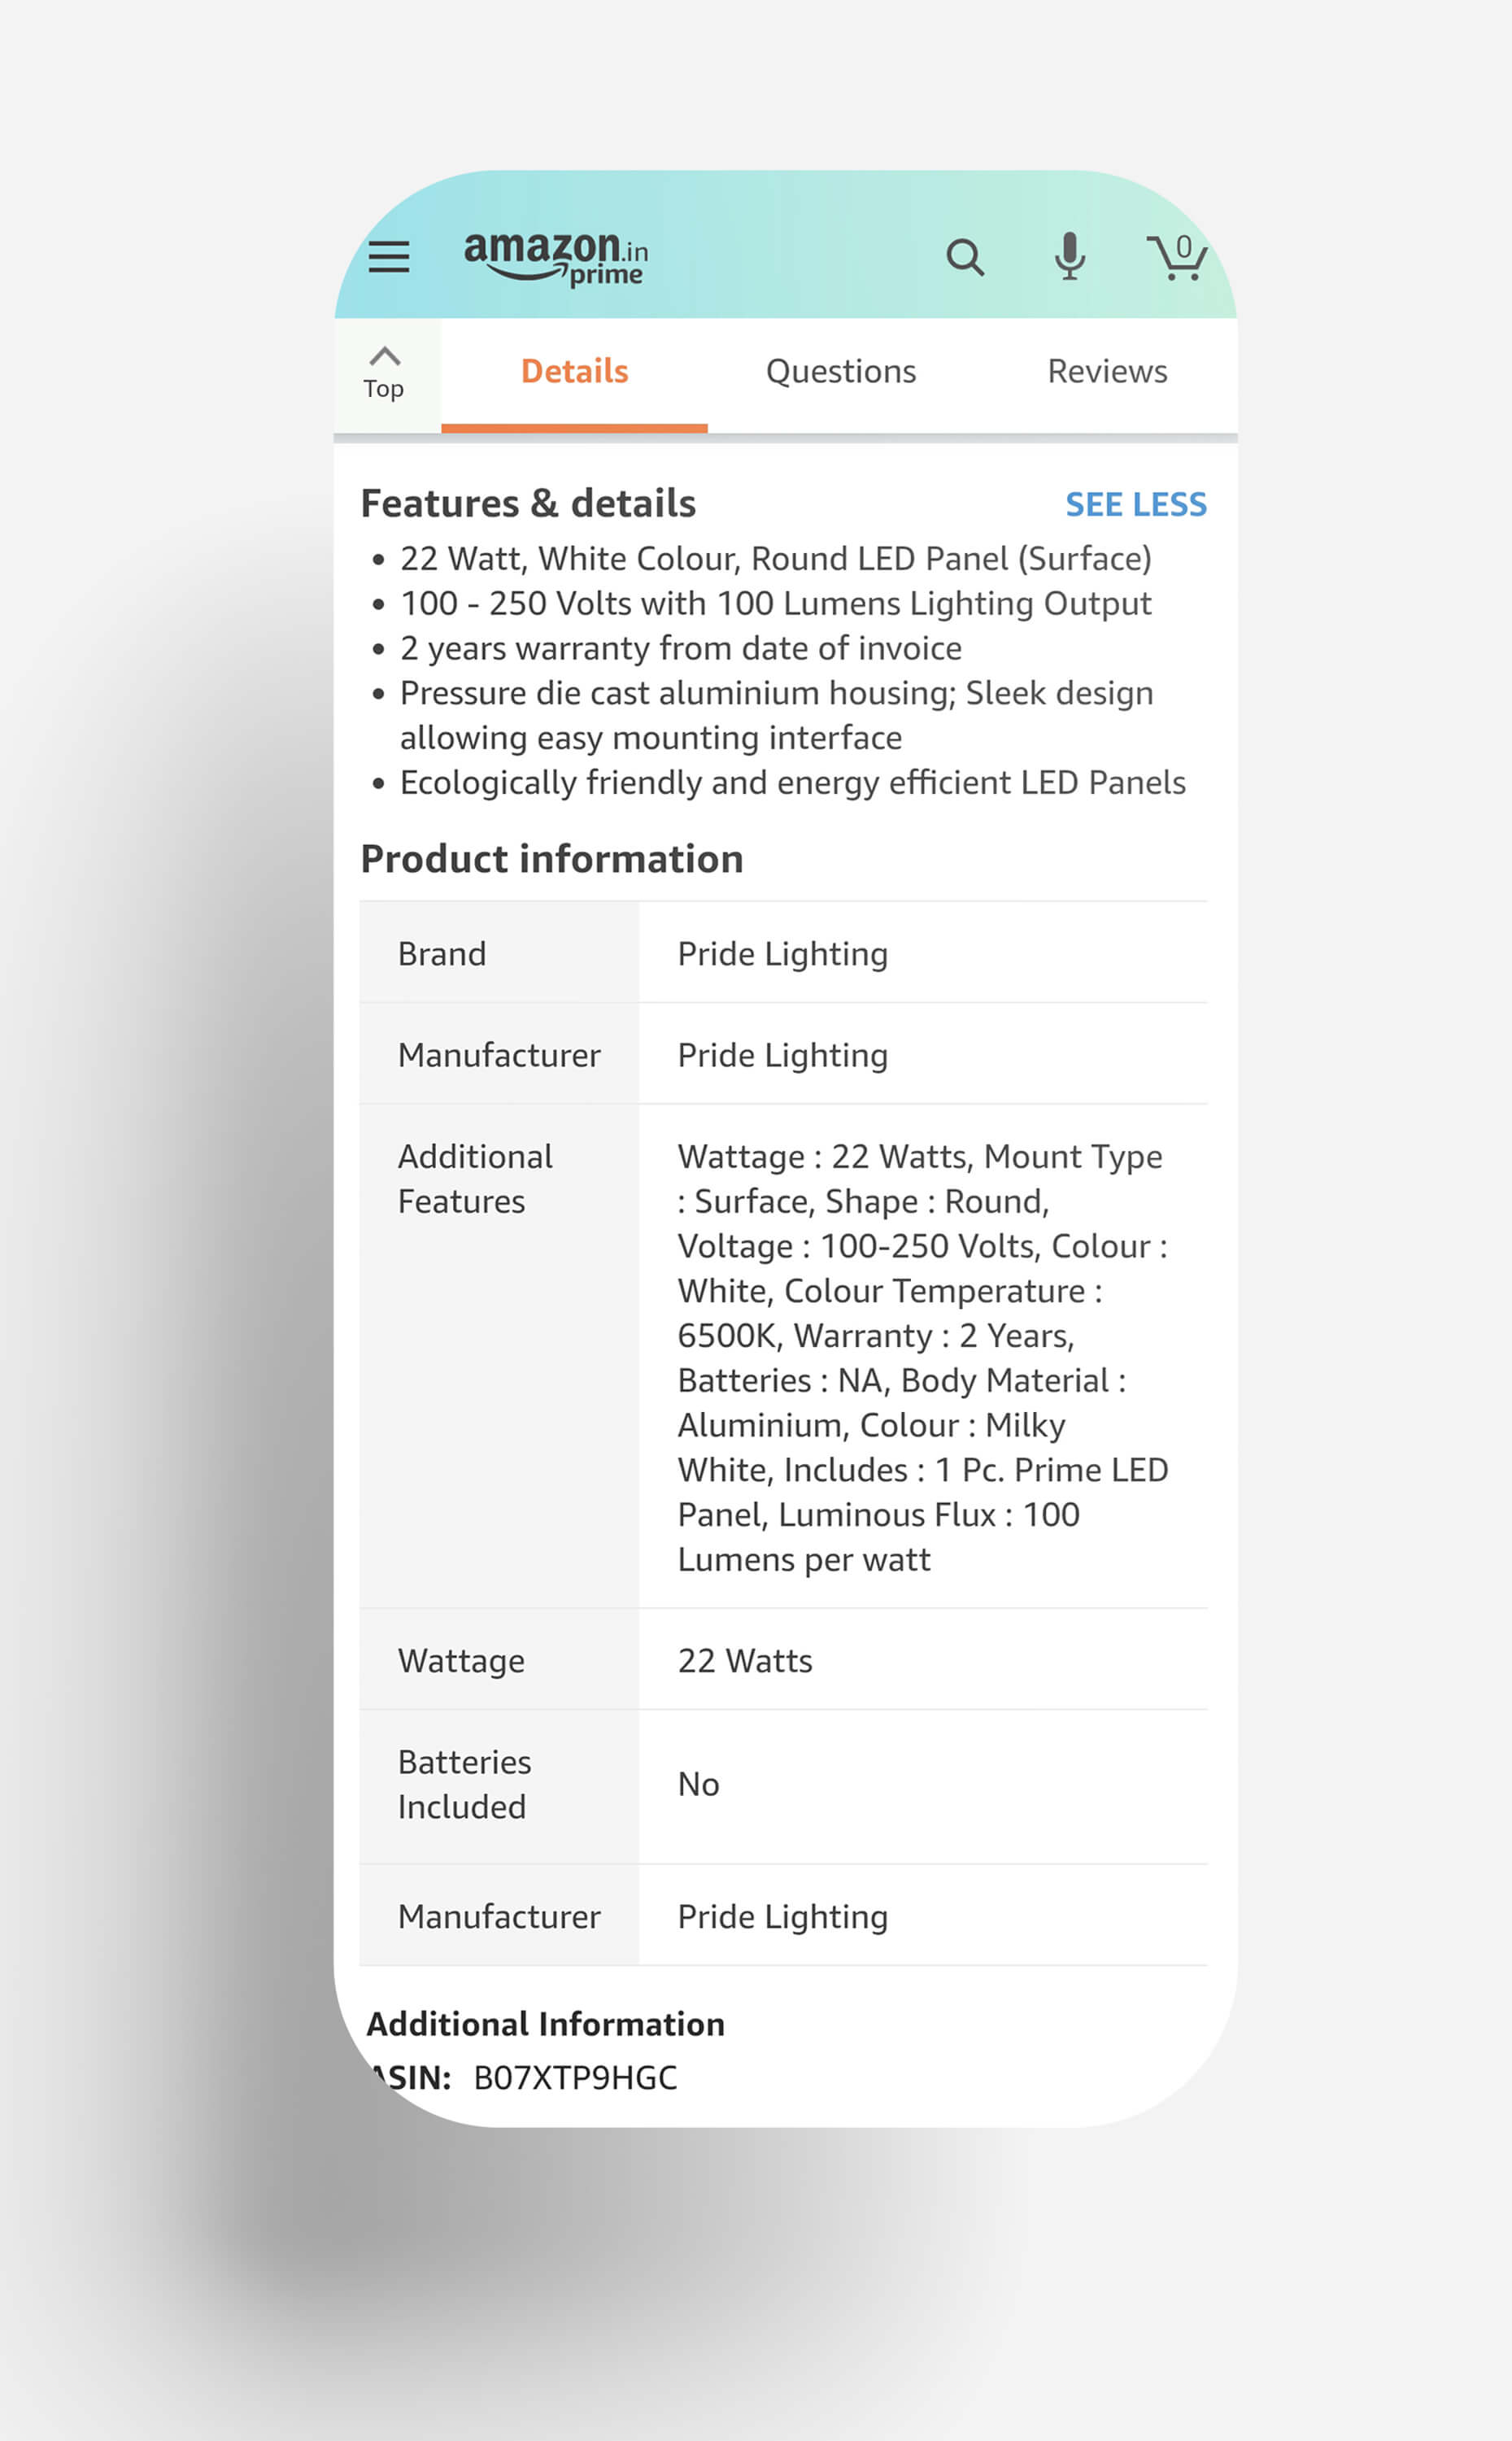 amazon.in
prime
0
Top
Details
Questions
Reviews
Features & details
SEE LESS
• 22 Watt, White Colour, Round LED Panel (Surface)
• 100 - 250 Volts with 100 Lumens Lighting Output
• 2 years warranty from date of invoice
• Pressure die cast aluminium housing; Sleek design
allowing easy mounting interface
• Ecologically friendly and energy efficient LED Panels
Product information
Brand
Pride Lighting
Manufacturer
Pride Lighting
Additional
Features
Wattage : 22 Watts, Mount Type
: Surface, Shape : Round,
Voltage : 100-250 Volts, Colour :
White, Colour Temperature :
6500K, Warranty : 2 Years,
Batteries : NA, Body Material :
Aluminium, Colour : Milky
White, Includes : 1 Pc. Prime LED
Panel, Luminous Flux : 100
Lumens per watt
Wattage
22 Watts
Batteries
Included
No
Manufacturer
Pride Lighting
Additional Information
ASIN: B07XTP9HGC